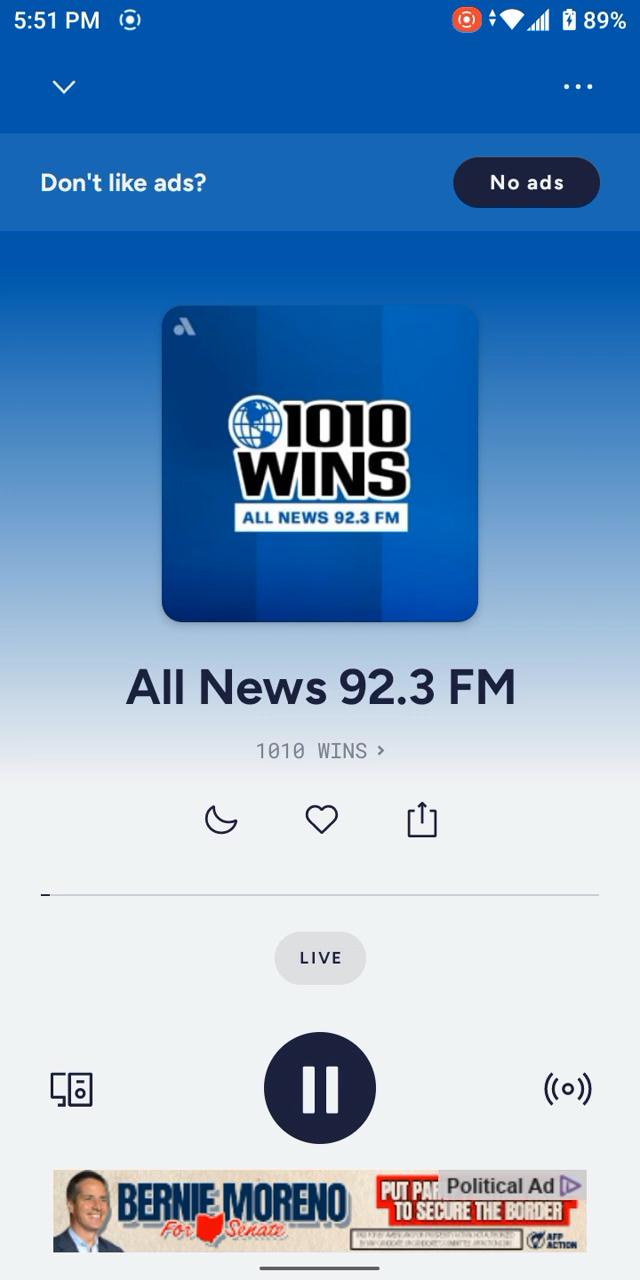 5:51 PM
89%
Don't like ads?
No ads
1010
WINS
ALL NEWS 92.3 FM
All News 92.3 FM
1010 WINS
LIVE
BERNIE MORENO
For Senate
PUT
TO SECURE THE BORDER
Political Ad
AFP
ACTION